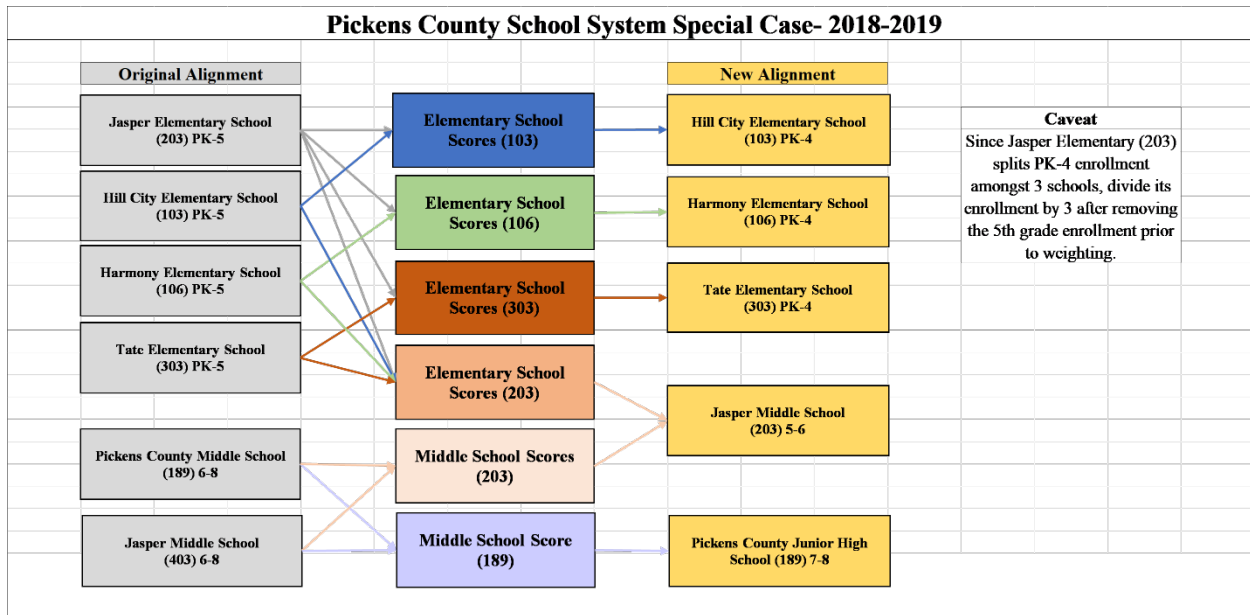 Pickens County School System Special Case- 2018-2019
Original Alignment
Jasper Elementary School
(203) PK-5
Hill City Elementary School
(103) PK-5
Harmony Elementary School
(106) PK-5
Tate Elementary School
(303) PK-5
Pickens County Middle School
(189) 6-8
Jasper Middle School
(403) 6-8
Elementary School
Scores (103)
Elementary School
Scores (106)
Elementary School
Scores (303)
Elementary School
Scores (203)
Middle School Scores
(203)
Middle School Score
(189)
New Alignment
Hill City Elementary School
(103) PK-4
Harmony Elementary School
(106) PK-4
Tate Elementary School
(303) PK-4
Jasper Middle School
(203) 5-6
Pickens County Junior High
School (189) 7-8
Caveat
Since Jasper Elementary (203)
splits PK-4 enrollment
amongst 3 schools, divide its
enrollment by 3 after removing
the 5th grade enrollment prior
to weighting.